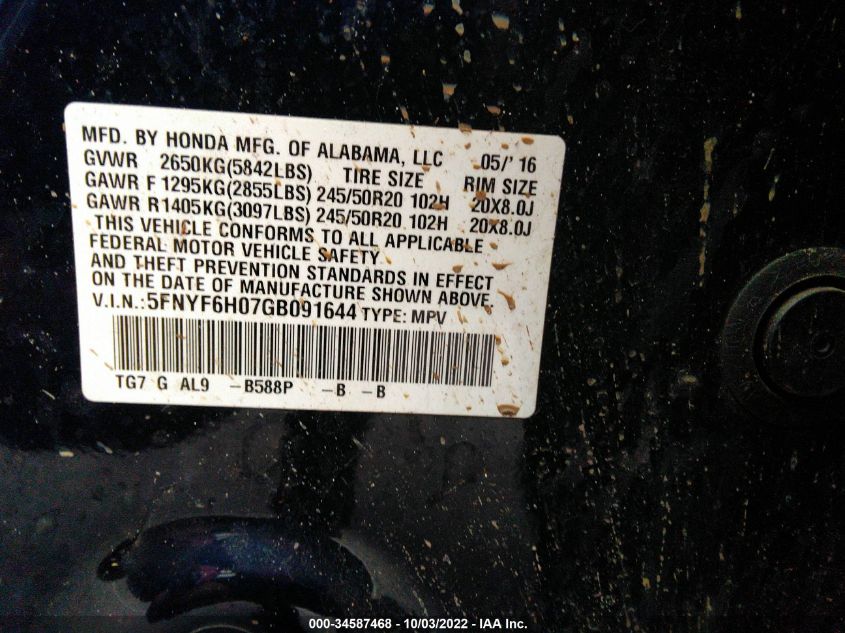 MFD. BY HONDA MFG. OF ALABAMA, LLC 05/' 16
GVWR 2650KG(5842LBS) TIRE SIZE RIM SIZE
GAWR F 1295KG(2855LBS) 245/50R20 102H 20X8.0J
GAWR R 1405KG(3097LBS) 245/50R20 102H 20X8.0J
THIS VEHICLE CONFORMS TO ALL APPLICABLE
FEDERAL MOTOR VEHICLE SAFETY
AND THEFT PREVENTION STANDARDS IN EFFECT
ON THE DATE OF MANUFACTURE SHOWN ABOVE.
V.I.N.: 5FNYF6H07GB091644 TYPE: MPV
TG7 G AL9 -B588P -B -B
000-34587468 - 10/03/2022 - IAA Inc.